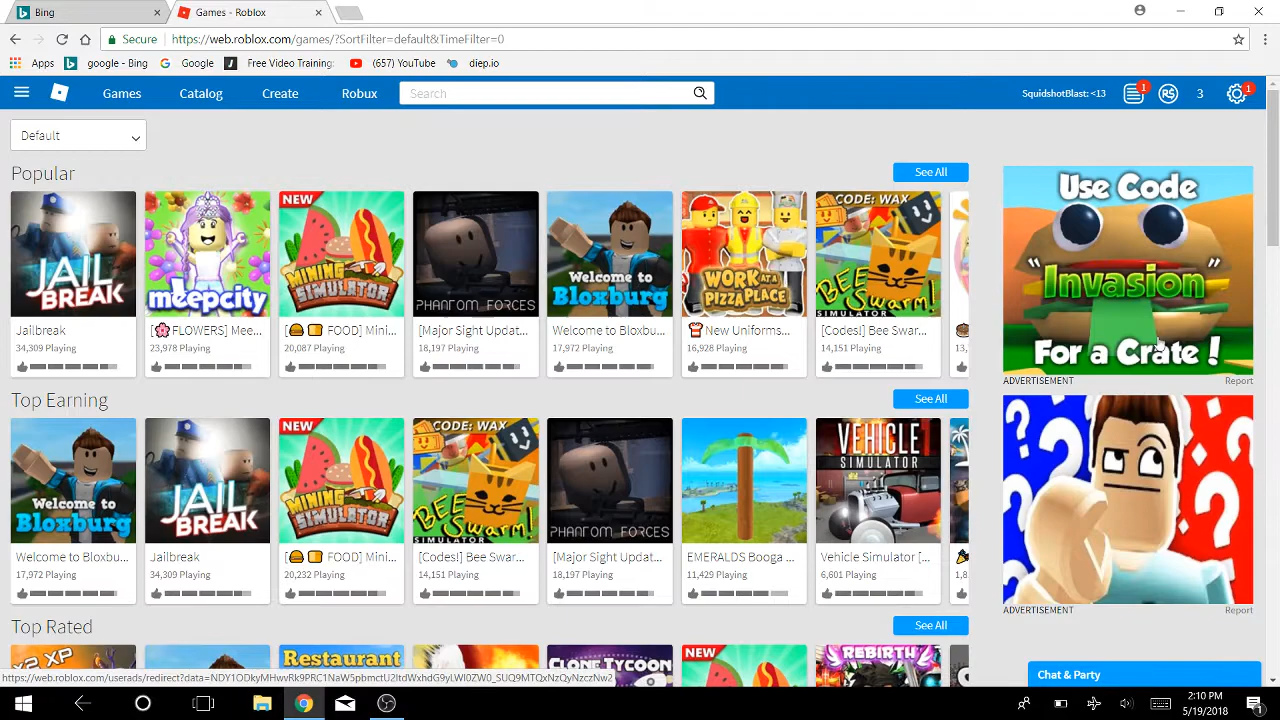 Bing
Games - Roblox
Secure
https://web.roblox.com/games/?SortFilter=default&TimeFilter=0
Apps
google - Bing
Google
Free Video Training:
(657) YouTube
diep.io
Games
Catalog
Create
Robux
Search
SquidshotBlast: <13
1
R$
3
1
Default
Popular
See All
JAIL
BREAK
meepcity
NEW
MINING
SIMULATOR
PHANTOM FORCES
Welcome to
Bloxburg
WORK AT A
PIZZA PLACE
CODE: WAX
BEE
Swarm!
Jailbreak
[🌸FLOWERS] Mee...
[🍔 🍞 FOOD] Mini...
[Major Sight Updat...
Welcome to Bloxbu...
👚New Uniforms...
[Codes!] Bee Swar...
34,309 Playing
23,978 Playing
20,087 Playing
18,197 Playing
17,972 Playing
16,928 Playing
14,151 Playing
13,
Top Earning
See All
Welcome to
Bloxburg
JAIL
BREAK
NEW
MINING
SIMULATOR
CODE: WAX
BEE
Swarm!
PHANTOM FORCES
VEHICLE
SIMULATOR
Welcome to Bloxbu...
Jailbreak
[🍔 🍞 FOOD] Mini...
[Codes!] Bee Swar...
[Major Sight Updat...
EMERALDS Booga ...
Vehicle Simulator [...
17,972 Playing
34,309 Playing
20,232 Playing
14,151 Playing
18,197 Playing
11,429 Playing
6,601 Playing
1,8
Top Rated
See All
X2 XP
Restaurant
CLONE TYCOON
NEW
REBIRTH
Use Code
"Invasion"
For a Crate!
ADVERTISEMENT
Report
ADVERTISEMENT
Report
Chat & Party
2:10 PM
5/19/2018
1